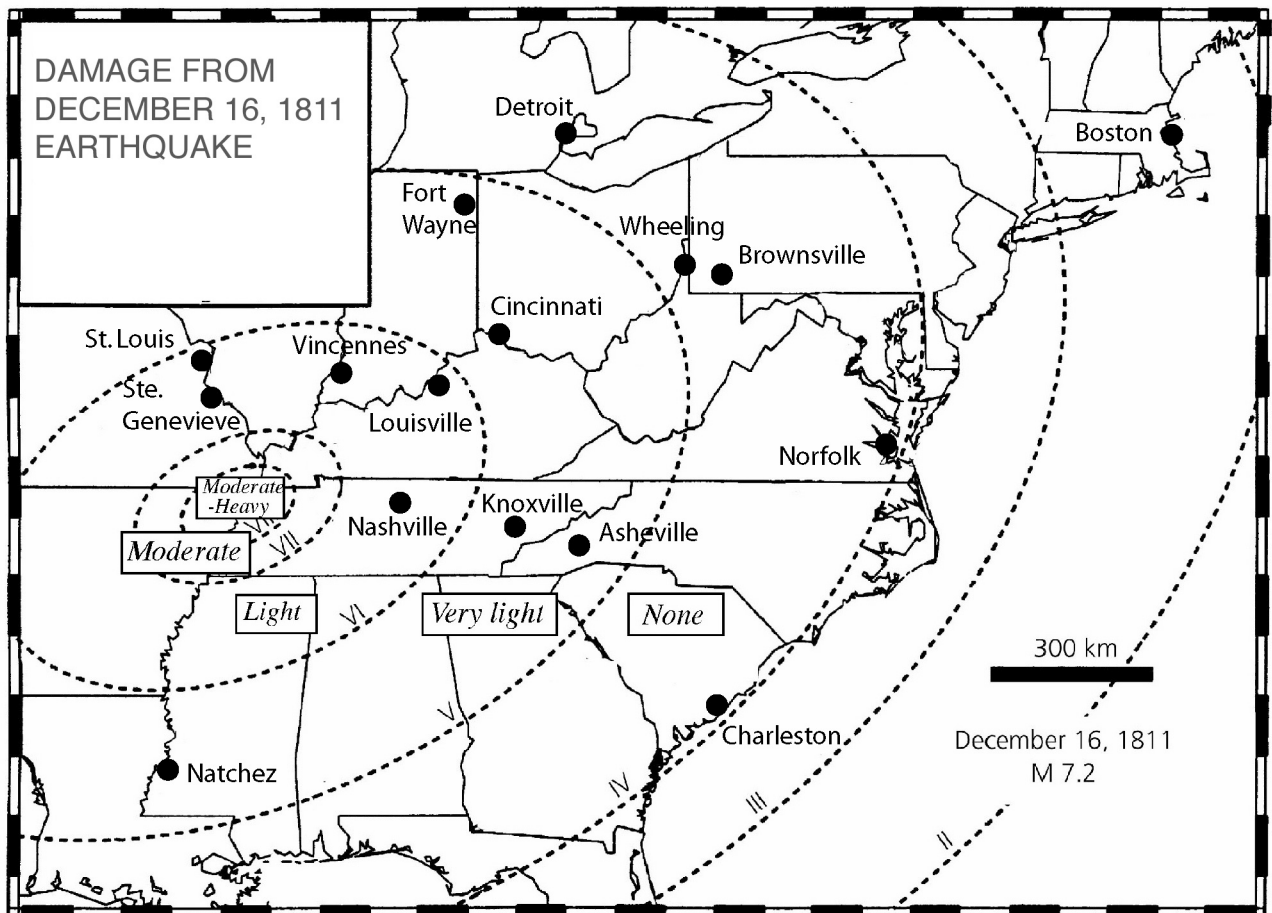 DAMAGE FROM
DECEMBER 16, 1811
EARTHQUAKE
Detroit
Boston
Fort
Wayne
Wheeling
Brownsville
Cincinnati
St. Louis
Vincennes
Ste.
Genevieve
Louisville
Norfolk
Moderate
-Heavy
Nashville
Knoxville
Asheville
Moderate
VII
Light
Very light
None
VI
300 km
V
Charleston
December 16, 1811
M 7.2
Natchez
IV
III
II